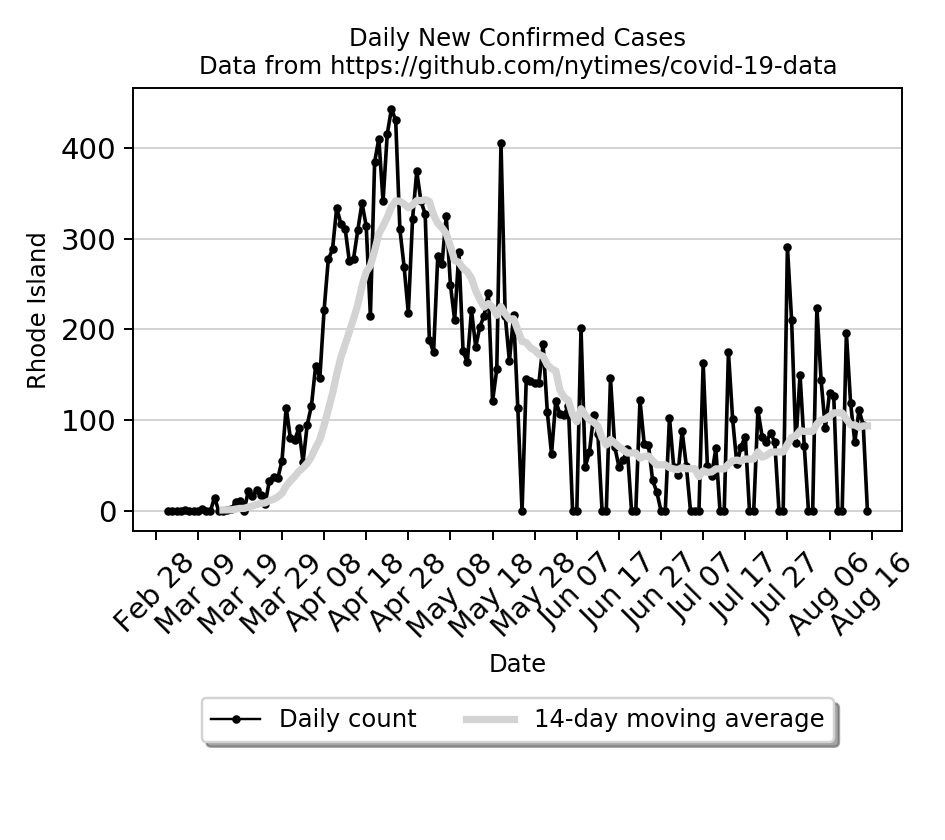 Daily New Confirmed Cases
Data from https://github.com/nytimes/covid-19-data
400
300
200
100
0
Rhode Island
Feb 28
Mar 09
Mar 19
Mar 29
Apr 08
Apr 18
Apr 28
May 08
May 18
May 28
Jun 07
Jun 17
Jun 27
Jul 07
Jul 17
Jul 27
Aug 06
Aug 16
Date
Daily count
14-day moving average